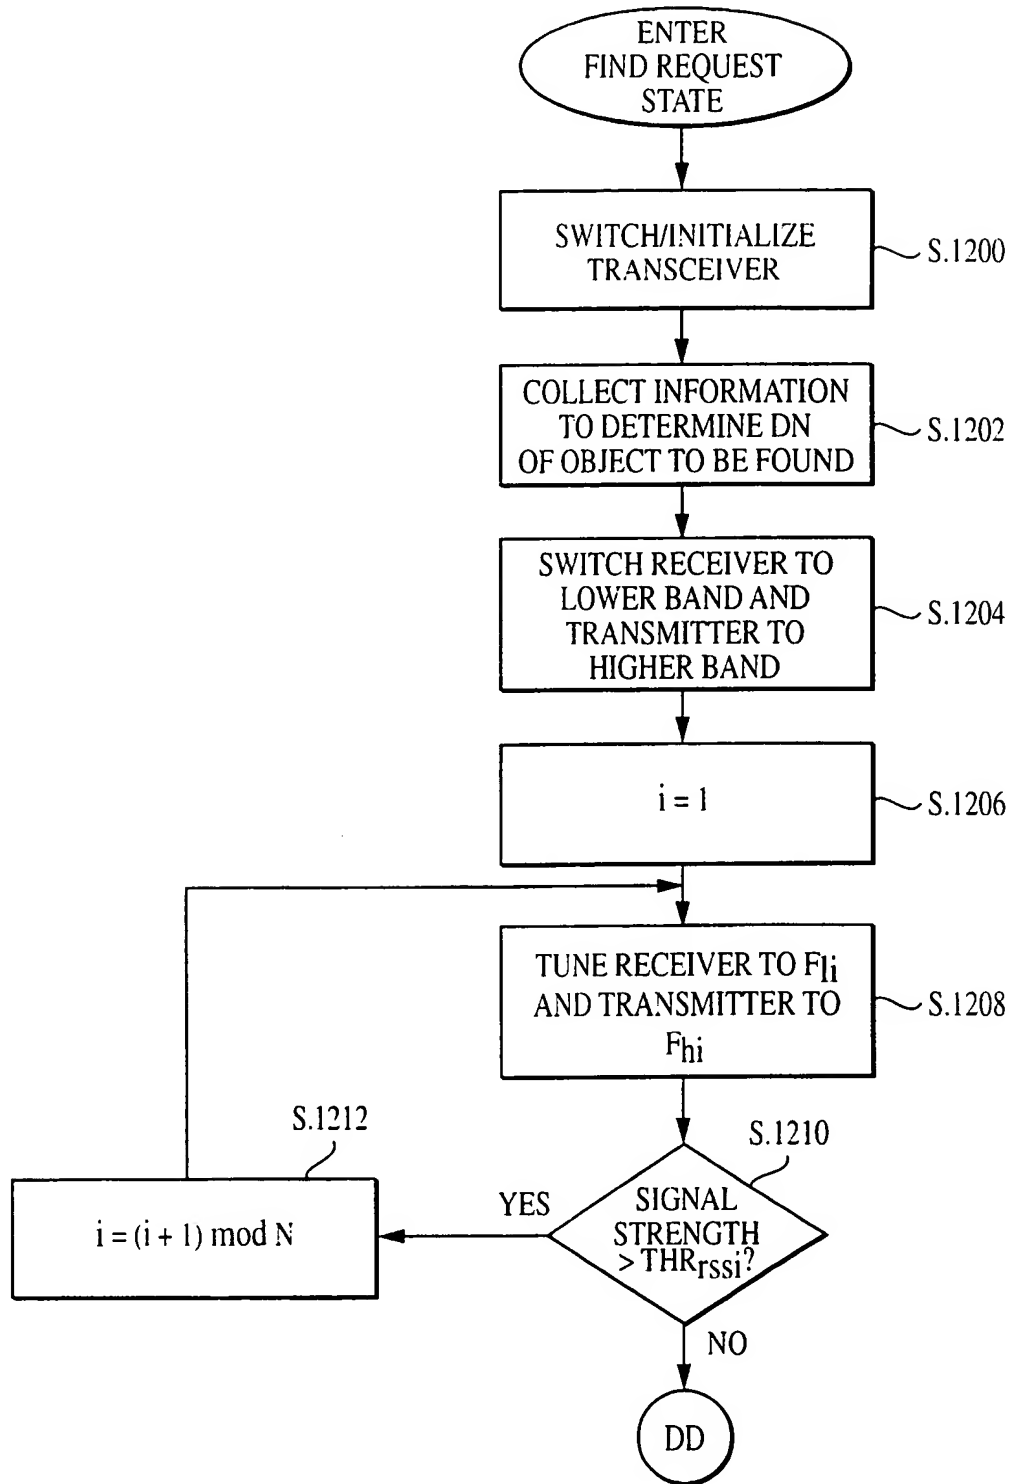 ENTER
FIND REQUEST
STATE
SWITCH/INITIALIZE
TRANSCEIVER
S.1200
COLLECT INFORMATION
TO DETERMINE DN
OF OBJECT TO BE FOUND
S.1202
SWITCH RECEIVER TO
LOWER BAND AND
TRANSMITTER TO
HIGHER BAND
S.1204
i = 1
S.1206
TUNE RECEIVER TO Fli
AND TRANSMITTER TO
Fhi
S.1208
S.1210
SIGNAL
STRENGTH
> THRrssi?
YES
S.1212
i = (i + 1) mod N
NO
DD